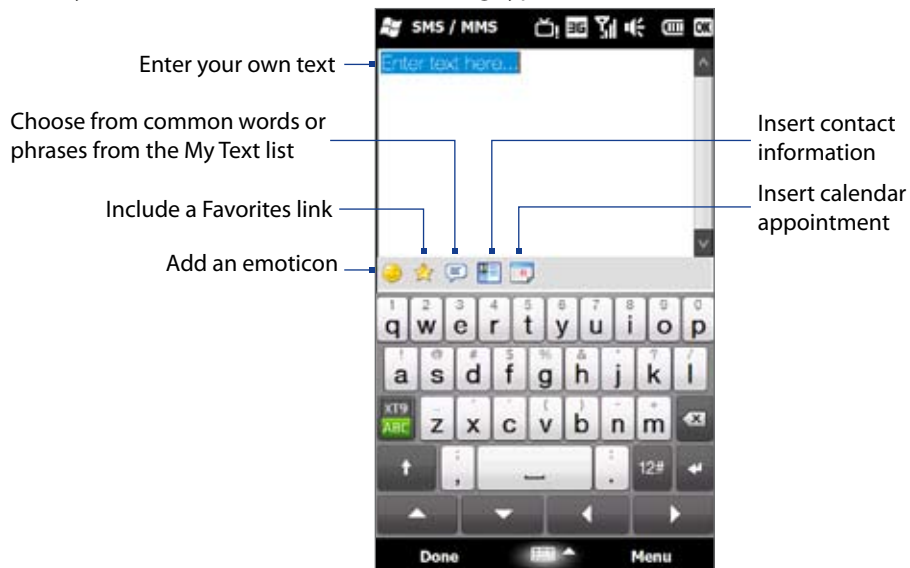 SMS / MMS 3G OK
Enter your own text
Enter text here...
Choose from common words or
phrases from the My Text list
Insert contact
information
Include a Favorites link
Insert calendar
appointment
Add an emoticon
1 2 3 4 5 6 7 8 9 0
q w e r t y u i o p
! @ # $ % & ' ? /
a s d f g h j k l
XT9 ABC z x c v b n m
; , : . 12#
Done Menu